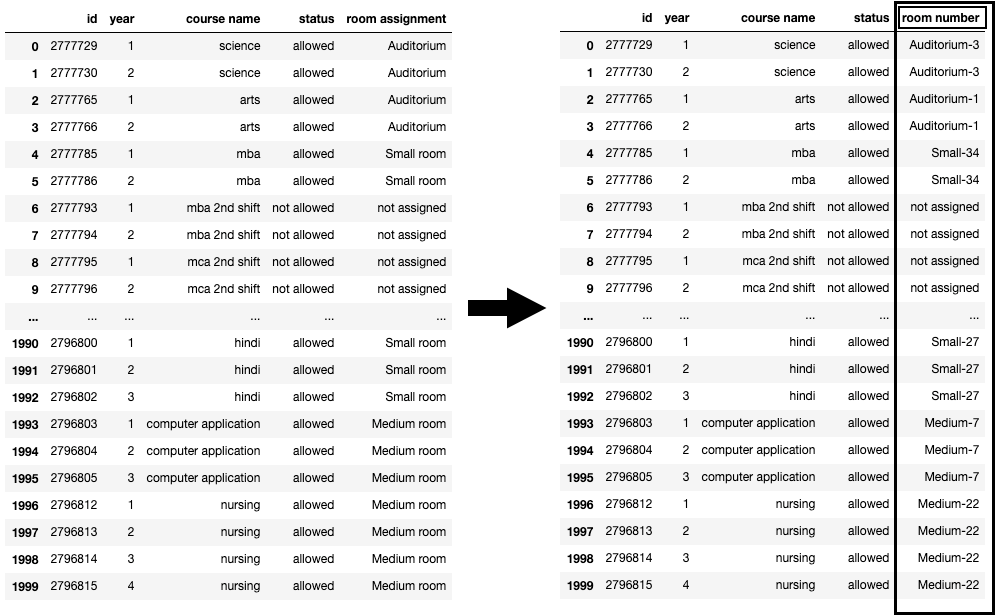 id year course name status room assignment
0 2777729 1 science allowed Auditorium
1 2777730 2 science allowed Auditorium
2 2777765 1 arts allowed Auditorium
3 2777766 2 arts allowed Auditorium
4 2777785 1 mba allowed Small room
5 2777786 2 mba allowed Small room
6 2777793 1 mba 2nd shift not allowed not assigned
7 2777794 2 mba 2nd shift not allowed not assigned
8 2777795 1 mca 2nd shift not allowed not assigned
9 2777796 2 mca 2nd shift not allowed not assigned
... ... ... ... ... ...
1990 2796800 1 hindi allowed Small room
1991 2796801 2 hindi allowed Small room
1992 2796802 3 hindi allowed Small room
1993 2796803 1 computer application allowed Medium room
1994 2796804 2 computer application allowed Medium room
1995 2796805 3 computer application allowed Medium room
1996 2796812 1 nursing allowed Medium room
1997 2796813 2 nursing allowed Medium room
1998 2796814 3 nursing allowed Medium room
1999 2796815 4 nursing allowed Medium room
id year course name status room number
0 2777729 1 science allowed Auditorium-3
1 2777730 2 science allowed Auditorium-3
2 2777765 1 arts allowed Auditorium-1
3 2777766 2 arts allowed Auditorium-1
4 2777785 1 mba allowed Small-34
5 2777786 2 mba allowed Small-34
6 2777793 1 mba 2nd shift not allowed not assigned
7 2777794 2 mba 2nd shift not allowed not assigned
8 2777795 1 mca 2nd shift not allowed not assigned
9 2777796 2 mca 2nd shift not allowed not assigned
... ... ... ... ... ...
1990 2796800 1 hindi allowed Small-27
1991 2796801 2 hindi allowed Small-27
1992 2796802 3 hindi allowed Small-27
1993 2796803 1 computer application allowed Medium-7
1994 2796804 2 computer application allowed Medium-7
1995 2796805 3 computer application allowed Medium-7
1996 2796812 1 nursing allowed Medium-22
1997 2796813 2 nursing allowed Medium-22
1998 2796814 3 nursing allowed Medium-22
1999 2796815 4 nursing allowed Medium-22